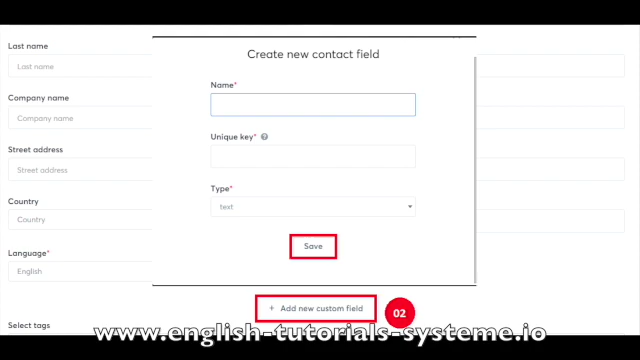 Last name
Last name
Company name
Company name
Street address
Street address
Country
Country
Language*
English
Select tags
Create new contact field
Name*
Unique key* ?
Type*
text
Save
+ Add new custom field
02
www.english-tutorials-systeme.io